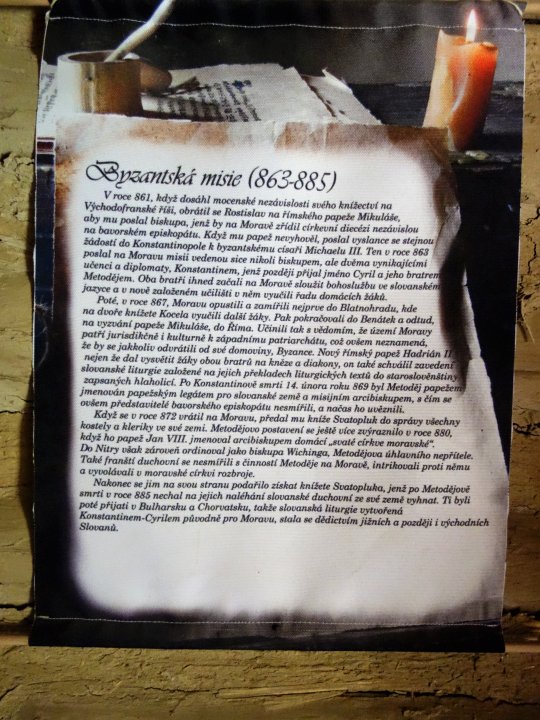 Byzantská misie (863-885)
V roce 861, když dosáhl mocenské nezávislosti svého knížectví na
Východofranské říši, obrátil se Rostislav na římského papeže Mikuláše,
aby mu poslal biskupa, jenž by na Moravě zřídil církevní diecézi nezávislou
na bavorském episkopátu. Když mu papež nevyhověl, poslal vyslance se stejnou
žádostí do Konstantinopole k byzantskému císaři Michaelu III. Ten v roce 863
poslal na Moravu misii vedenou sice nikoli biskupem, ale dvěma vynikajícími
učenci a diplomaty, Konstantinem, jenž později přijal jméno Cyril a jeho bratrem
Metodějem. Oba bratři ihned začali na Moravě sloužit bohoslužbu ve slovanském
jazyce a v nově založeném učilišti v něm vyučili řadu domácích žáků.
Poté, v roce 867, Moravu opustili a zamířili nejprve do Blatnohradu, kde
na dvoře knížete Kocela vyučili další žáky. Pak pokračovali do Benátek a odtud,
na vyzvání papeže Mikuláše, do Říma. Učinili tak s vědomím, že území Moravy
patří jurisdikčně i kulturně k západnímu patriarchátu, což ovšem neznamená,
že by se jakkoliv odvrátili od své domoviny, Byzance. Nový římský papež Hadrián II
nejen že dal vysvětit žáky obou bratrů na kněze a diakony, on také schválil zavedení
slovanské liturgie založené na jejich překladech liturgických textů do staroslověnštiny
zapsaných hlaholicí. Po Konstantinově smrti 14. února roku 869 byl Metoděj papežem
jmenován papežským legátem pro slovanské země a misijním arcibiskupem, s čím se
ovšem představitelé bavorského episkopátu nesmířili, a načas ho uvěznili.
Když se v roce 872 vrátil na Moravu, předal mu kníže Svatopluk do správy všechny
kostely a kleriky ve své zemi. Metodějovo postavení se ještě více zvýraznilo v roce 880,
když ho papež Jan VIII. jmenoval arcibiskupem domácí „svaté církve moravské“.
Do Nitry však zároveň ordinoval jako biskupa Wichinga, Metodějova úhlavního nepřítele.
Také franští duchovní se nesmířili s činností Metoděje na Moravě, intrikovali proti němu
a vyvolávali v moravské církvi rozbroje.
Nakonec se jim na svou stranu podařilo získat knížete Svatopluka, jenž po Metodějově
smrti v roce 885 nechal na jejich naléhání slovanské duchovní ze své země vyhnat. Ti byli
poté přijati v Bulharsku a Chorvatsku, takže slovanská liturgie vytvořená
Konstantinem-Cyrilem původně pro Moravu, stala se dědictvím jižních a později i východních
Slovanů.